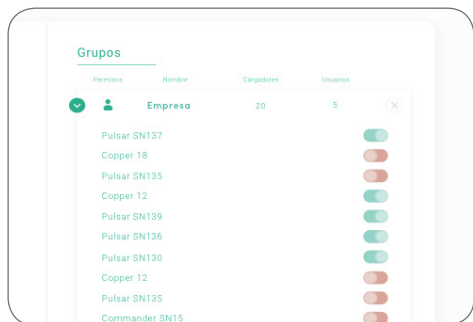 Grupos
Permisos Nombre Cargadores Usuarios
Empresa 20 5
Pulsar SN137
Copper 18
Pulsar SN135
Copper 12
Pulsar SN139
Pulsar SN136
Pulsar SN130
Copper 12
Pulsar SN135
Commander SN15